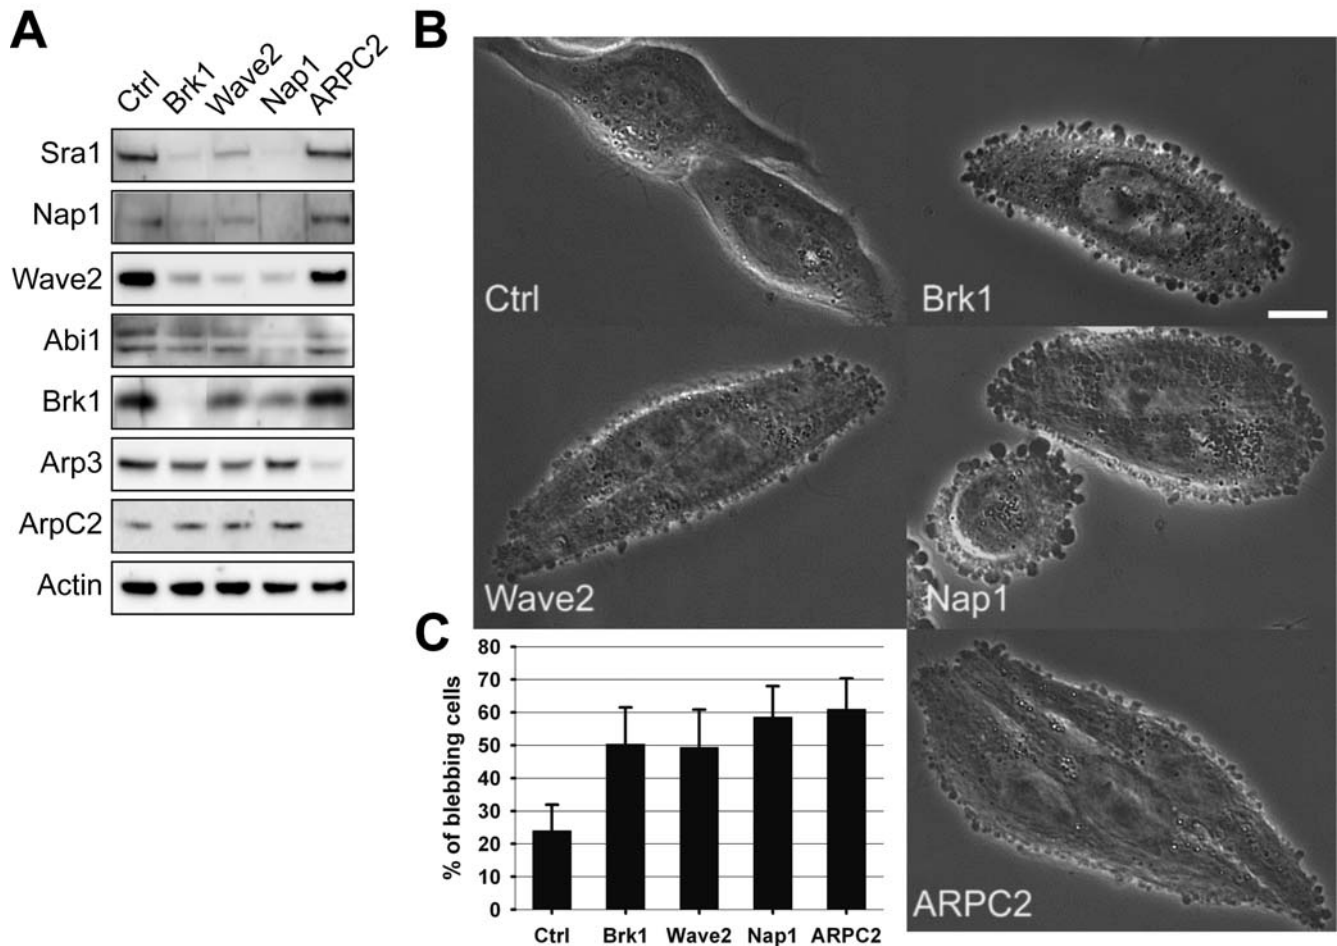 A
Ctrl Brk1 Wave2 Nap1 ARPC2
Sra1
Nap1
Wave2
Abi1
Brk1
Arp3
ArpC2
Actin
B
Ctrl
Brk1
Wave2
Nap1
ARPC2
C
% of blebbing cells
80
70
60
50
40
30
20
10
0
Ctrl Brk1 Wave2 Nap1 ARPC2